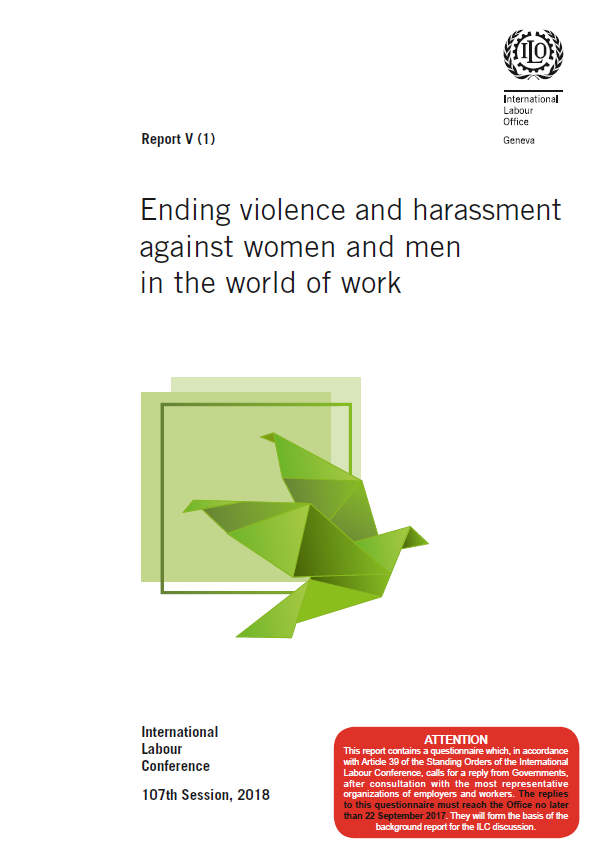 ILO
International
Labour
Office
Geneva
Report V (1)
Ending violence and harassment
against women and men
in the world of work
International
Labour
Conference
107th Session, 2018
ATTENTION
This report contains a questionnaire which, in accordance
with Article 39 of the Standing Orders of the International
Labour Conference, calls for a reply from Governments,
after consultation with the most representative
organizations of employers and workers. The replies
to this questionnaire must reach the Office no later
than 22 September 2017. They will form the basis of the
background report for the ILC discussion.